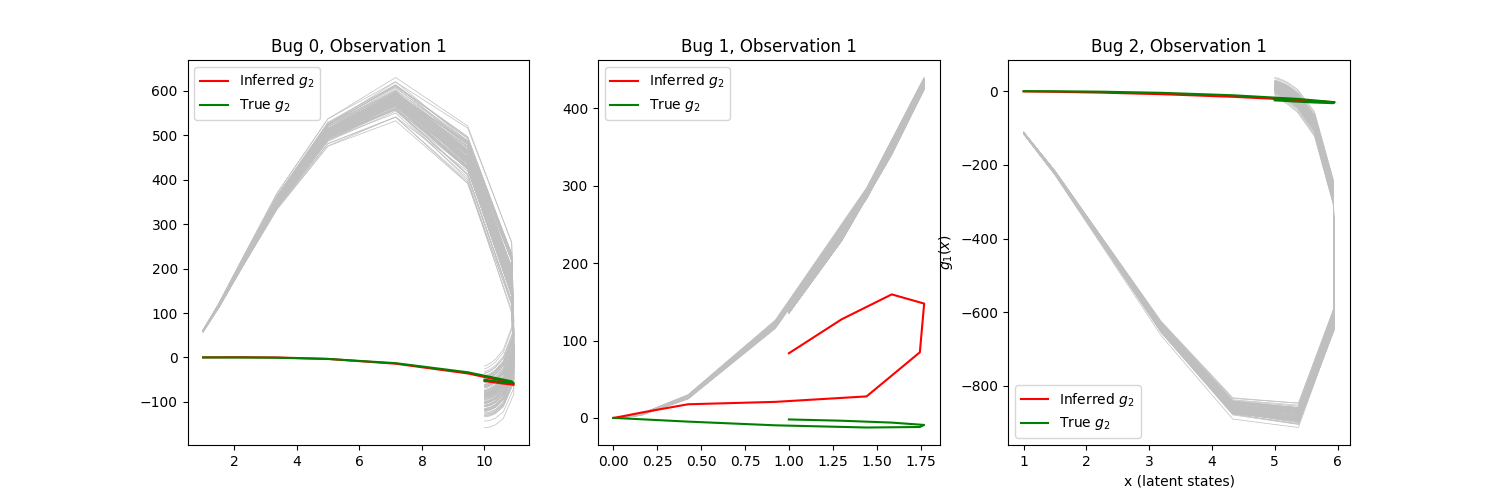 Bug 0, Observation 1
Inferred g₂
True g₂
600
500
400
300
200
100
0
−100
2 4 6 8 10
Bug 1, Observation 1
Inferred g₂
True g₂
400
300
200
100
0
0.00 0.25 0.50 0.75 1.00 1.25 1.50 1.75
Bug 2, Observation 1
g₁(x)
0
−200
−400
−600
−800
Inferred g₂
True g₂
1 2 3 4 5 6
x (latent states)